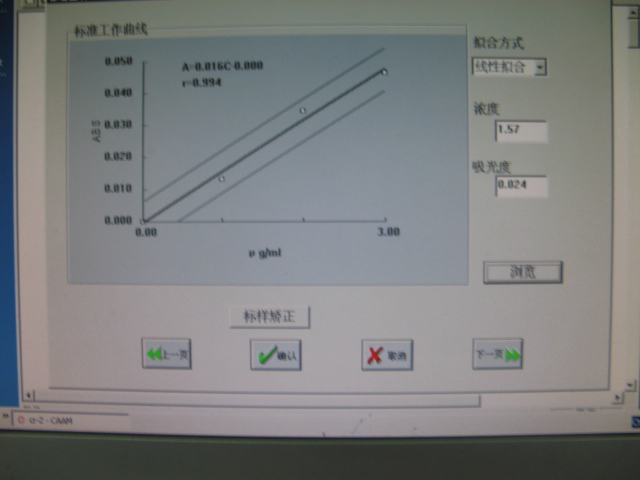 标准工作曲线
A=0.016C-0.000
r=0.994
0.050
0.040
0.030
0.020
0.010
0.000
ABS
0.00
3.00
μ g/ml
拟合方式
线性拟合
浓度
1.57
吸光度
0.024
浏览
标样矫正
上一页
确认
取消
下一页